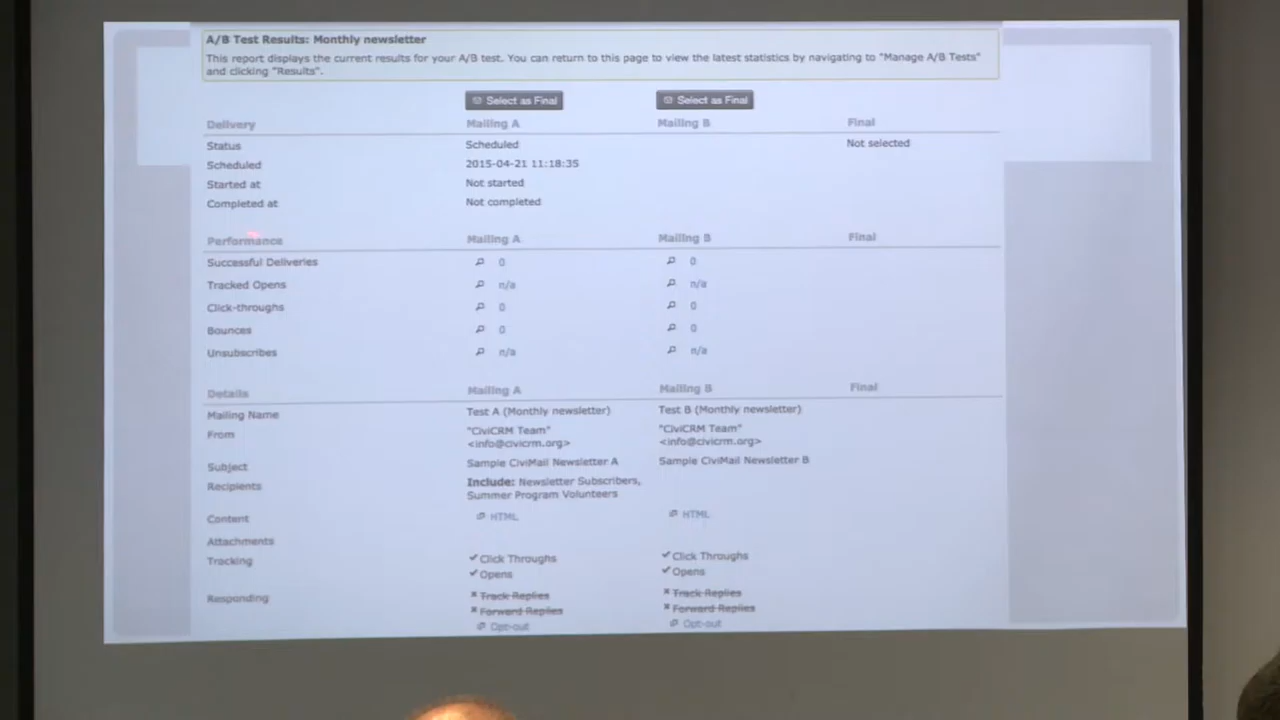 A/B Test Results: Monthly newsletter
This report displays the current results for your A/B test. You can return to this page to view the latest statistics by navigating to "Manage A/B Tests"
and clicking "Results".
Select as Final Select as Final
Delivery Mailing A Mailing B Final
Status Scheduled Not selected
Scheduled 2015-04-21 11:18:35
Started at Not started
Completed at Not completed
Performance Mailing A Mailing B Final
Successful Deliveries 0 0
Tracked Opens n/a n/a
Click-throughs 0 0
Bounces 0 0
Unsubscribes n/a n/a
Details Mailing A Mailing B Final
Mailing Name Test A (Monthly newsletter) Test B (Monthly newsletter)
From "CiviCRM Team" "CiviCRM Team"
<info@civicrm.org> <info@civicrm.org>
Subject Sample CiviMail Newsletter A Sample CiviMail Newsletter B
Recipients Include: Newsletter Subscribers,
Summer Program Volunteers
Content HTML HTML
Attachments
Tracking Click Throughs Click Throughs
Opens Opens
Responding Track Replies Track Replies
Forward Replies Forward Replies
Opt-out Opt-out